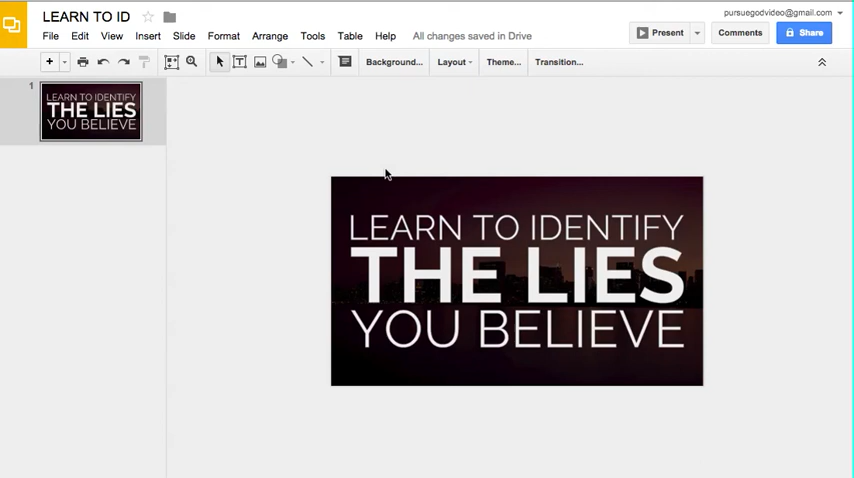 LEARN TO ID
pursuegodvideo@gmail.com
File Edit View Insert Slide Format Arrange Tools Table Help All changes saved in Drive
Present Comments Share
Background... Layout Theme... Transition...
1
LEARN TO IDENTIFY
THE LIES
YOU BELIEVE
LEARN TO IDENTIFY
THE LIES
YOU BELIEVE